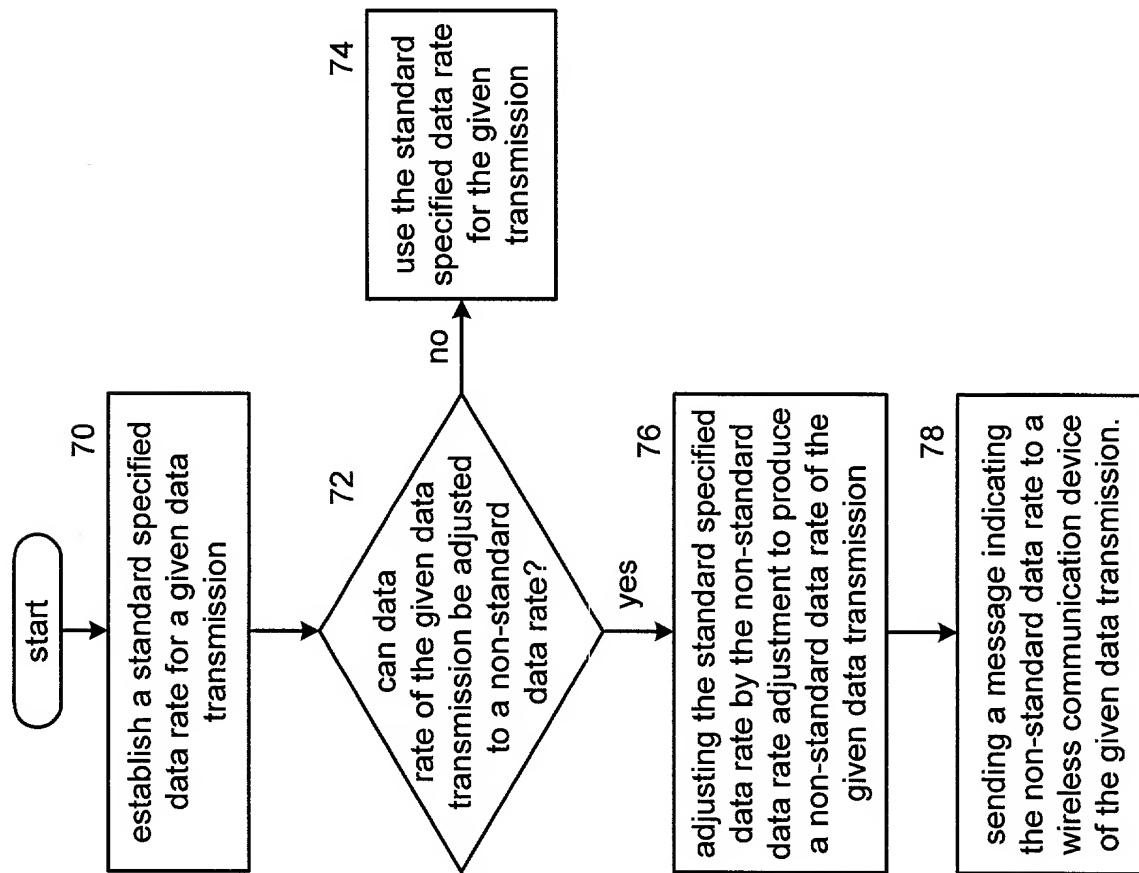 start
70
establish a standard specified
data rate for a given data
transmission
72
can data
rate of the given data
transmission be adjusted
to a non-standard
data rate?
no
74
use the standard
specified data rate
for the given
transmission
yes
76
adjusting the standard specified
data rate by the non-standard
data rate adjustment to produce
a non-standard data rate of the
given data transmission
78
sending a message indicating
the non-standard data rate to a
wireless communication device
of the given data transmission.